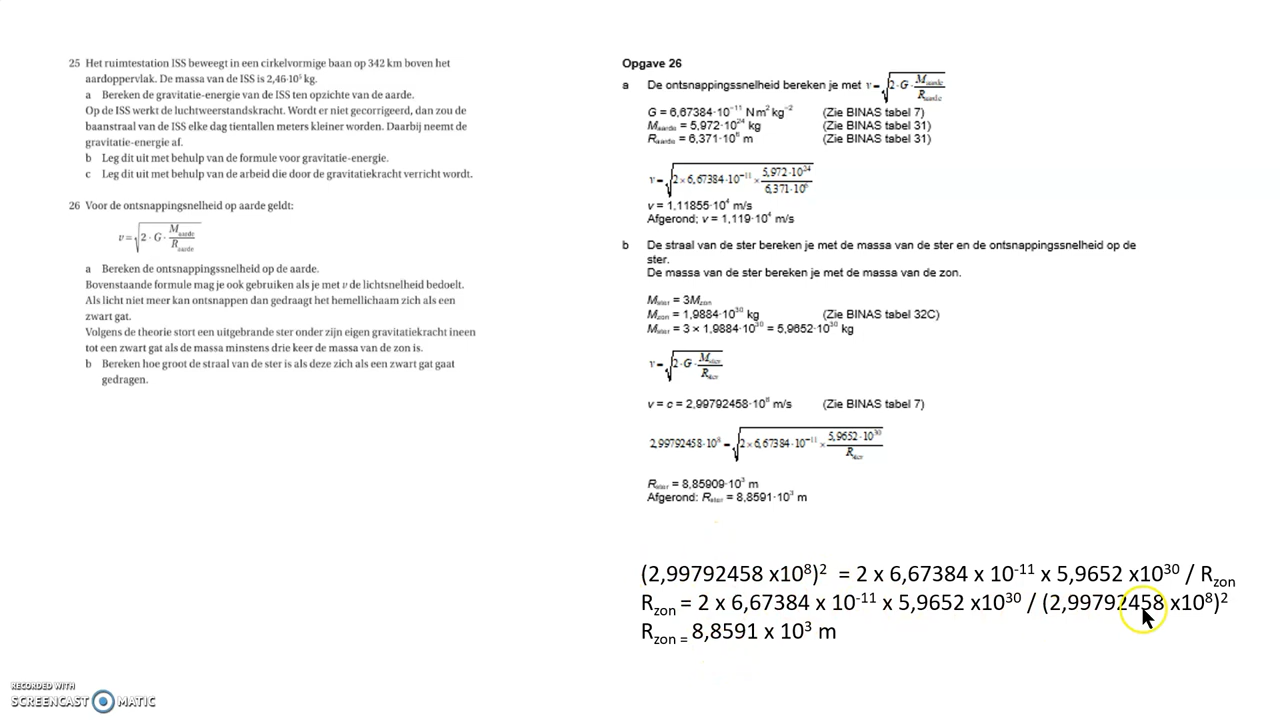 25 Het ruimtestation ISS beweegt in een cirkelvormige baan op 342 km boven het
aardoppervlak. De massa van de ISS is 2,46·10⁵ kg.
a Bereken de gravitatie-energie van de ISS ten opzichte van de aarde.
Op de ISS werkt de luchtweerstandskracht. Wordt er niet gecorrigeerd, dan zou de
baanstraal van de ISS elke dag tientallen meters kleiner worden. Daarbij neemt de
gravitatie-energie af.
b Leg dit uit met behulp van de formule voor gravitatie-energie.
c Leg dit uit met behulp van de arbeid die door de gravitatiekracht verricht wordt.
26 Voor de ontsnappingsnelheid op aarde geldt:
v = √(2 · G · M_aarde / R_aarde)
a Bereken de ontsnappingsnelheid op de aarde.
Bovenstaande formule mag je ook gebruiken als je met v de lichtsnelheid bedoelt.
Als licht niet meer kan ontsnappen dan gedraagt het hemellichaam zich als een
zwart gat.
Volgens de theorie stort een uitgebrande ster onder zijn eigen gravitatiekracht ineen
tot een zwart gat als de massa minstens drie keer de massa van de zon is.
b Bereken hoe groot de straal van de ster is als deze zich als een zwart gat gaat
gedragen.
Opgave 26
a De ontsnappingssnelheid bereken je met v = √(2 · G · M_aarde / R_aarde)
G = 6,67384·10⁻¹¹ Nm²kg⁻² (Zie BINAS tabel 7)
M_aarde = 5,972·10²⁴ kg (Zie BINAS tabel 31)
R_aarde = 6,371·10⁶ m (Zie BINAS tabel 31)
v = √(2 × 6,67384·10⁻¹¹ × 5,972·10²⁴ / 6,371·10⁶)
v = 1,11855·10⁴ m/s
Afgerond; v = 1,119·10⁴ m/s
b De straal van de ster bereken je met de massa van de ster en de ontsnappingssnelheid op de
ster.
De massa van de ster bereken je met de massa van de zon.
M_ster = 3M_zon
M_zon = 1,9884·10³⁰ kg (Zie BINAS tabel 32C)
M_ster = 3 × 1,9884·10³⁰ = 5,9652·10³⁰ kg
v = √(2 · G · M_ster / R_ster)
v = c = 2,99792458·10⁸ m/s (Zie BINAS tabel 7)
2,99792458·10⁸ = √(2 × 6,67384·10⁻¹¹ × 5,9652·10³⁰ / R_ster)
R_ster = 8,85909·10³ m
Afgerond: R_ster = 8,8591·10³ m
(2,99792458 x10⁸)² = 2 x 6,67384 x 10⁻¹¹ x 5,9652 x10³⁰ / R_zon
R_zon = 2 x 6,67384 x 10⁻¹¹ x 5,9652 x10³⁰ / (2,99792458 x10⁸)²
R_zon = 8,8591 x 10³ m
RECORDED WITH
SCREENCAST MATIC